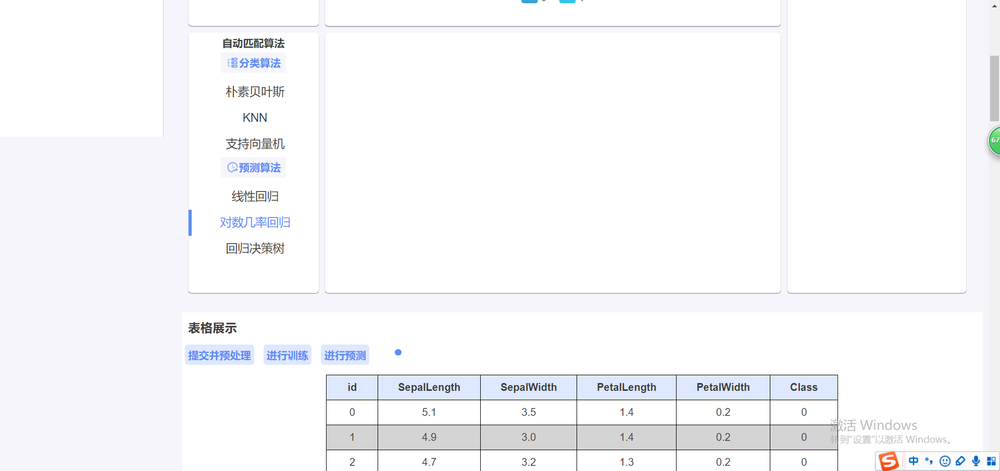 自动匹配算法
分类算法
朴素贝叶斯
KNN
支持向量机
预测算法
线性回归
对数几率回归
回归决策树
67
表格展示
提交并预处理 进行训练 进行预测
id SepalLength SepalWidth PetalLength PetalWidth Class
0 5.1 3.5 1.4 0.2 0
1 4.9 3.0 1.4 0.2 0
2 4.7 3.2 1.3 0.2 0
激活 Windows
转到"设置"以激活 Windows。
中